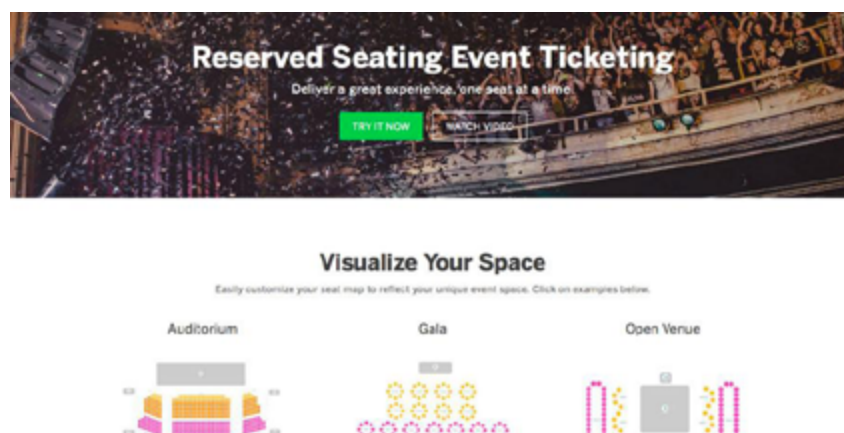 Reserved Seating Event Ticketing
Deliver a great experience, one seat at a time
TRY IT NOW
WATCH VIDEO
Visualize Your Space
Easily customize your seat map to reflect your unique event space. Click on examples below.
Auditorium
Gala
Open Venue